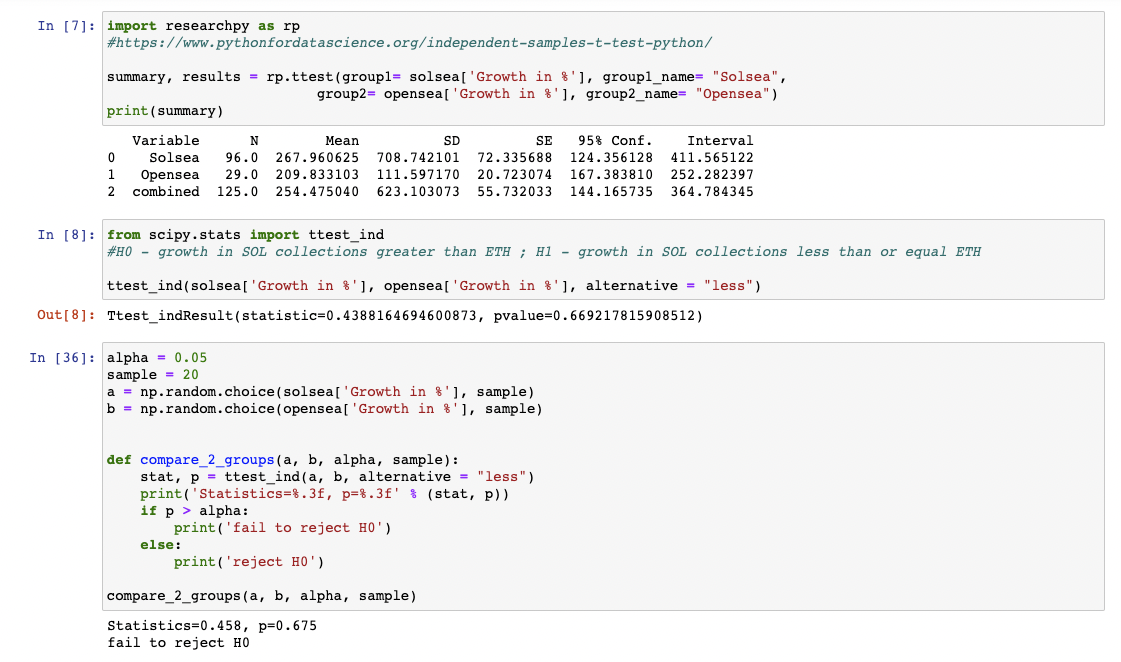 In [7]: import researchpy as rp
#https://www.pythonfordatascience.org/independent-samples-t-test-python/
summary, results = rp.ttest(group1= solsea['Growth in %'], group1_name= "Solsea",
group2= opensea['Growth in %'], group2_name= "Opensea")
print(summary)
Variable N Mean SD SE 95% Conf. Interval
0 Solsea 96.0 267.960625 708.742101 72.335688 124.356128 411.565122
1 Opensea 29.0 209.833103 111.597170 20.723074 167.383810 252.282397
2 combined 125.0 254.475040 623.103073 55.732033 144.165735 364.784345
In [8]: from scipy.stats import ttest_ind
#H0 - growth in SOL collections greater than ETH ; H1 - growth in SOL collections less than or equal ETH
ttest_ind(solsea['Growth in %'], opensea['Growth in %'], alternative = "less")
Out[8]: Ttest_indResult(statistic=0.4388164694600873, pvalue=0.669217815908512)
In [36]: alpha = 0.05
sample = 20
a = np.random.choice(solsea['Growth in %'], sample)
b = np.random.choice(opensea['Growth in %'], sample)
def compare_2_groups(a, b, alpha, sample):
stat, p = ttest_ind(a, b, alternative = "less")
print('Statistics=%.3f, p=%.3f' % (stat, p))
if p > alpha:
print('fail to reject H0')
else:
print('reject H0')
compare_2_groups(a, b, alpha, sample)
Statistics=0.458, p=0.675
fail to reject H0